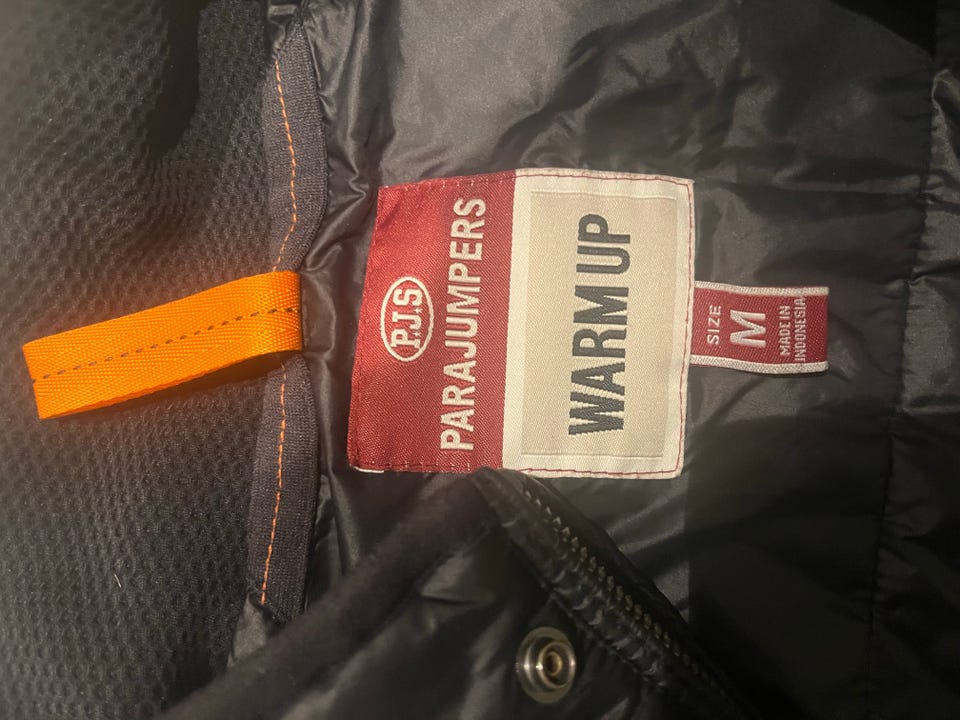 P.J.S
PARAJUMPERS
WARM UP
SIZE
M
MADE IN
INDONESIA